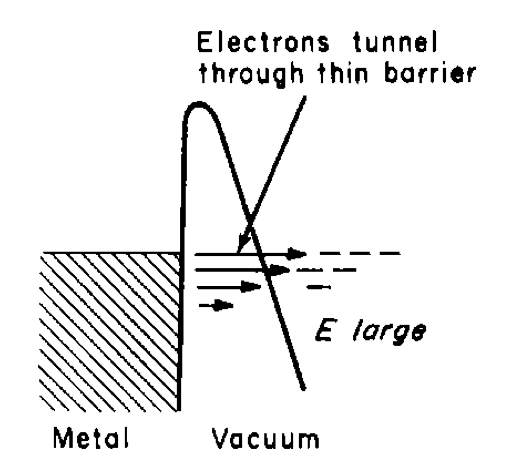 Electrons tunnel
through thin barrier
E large
Metal
Vacuum